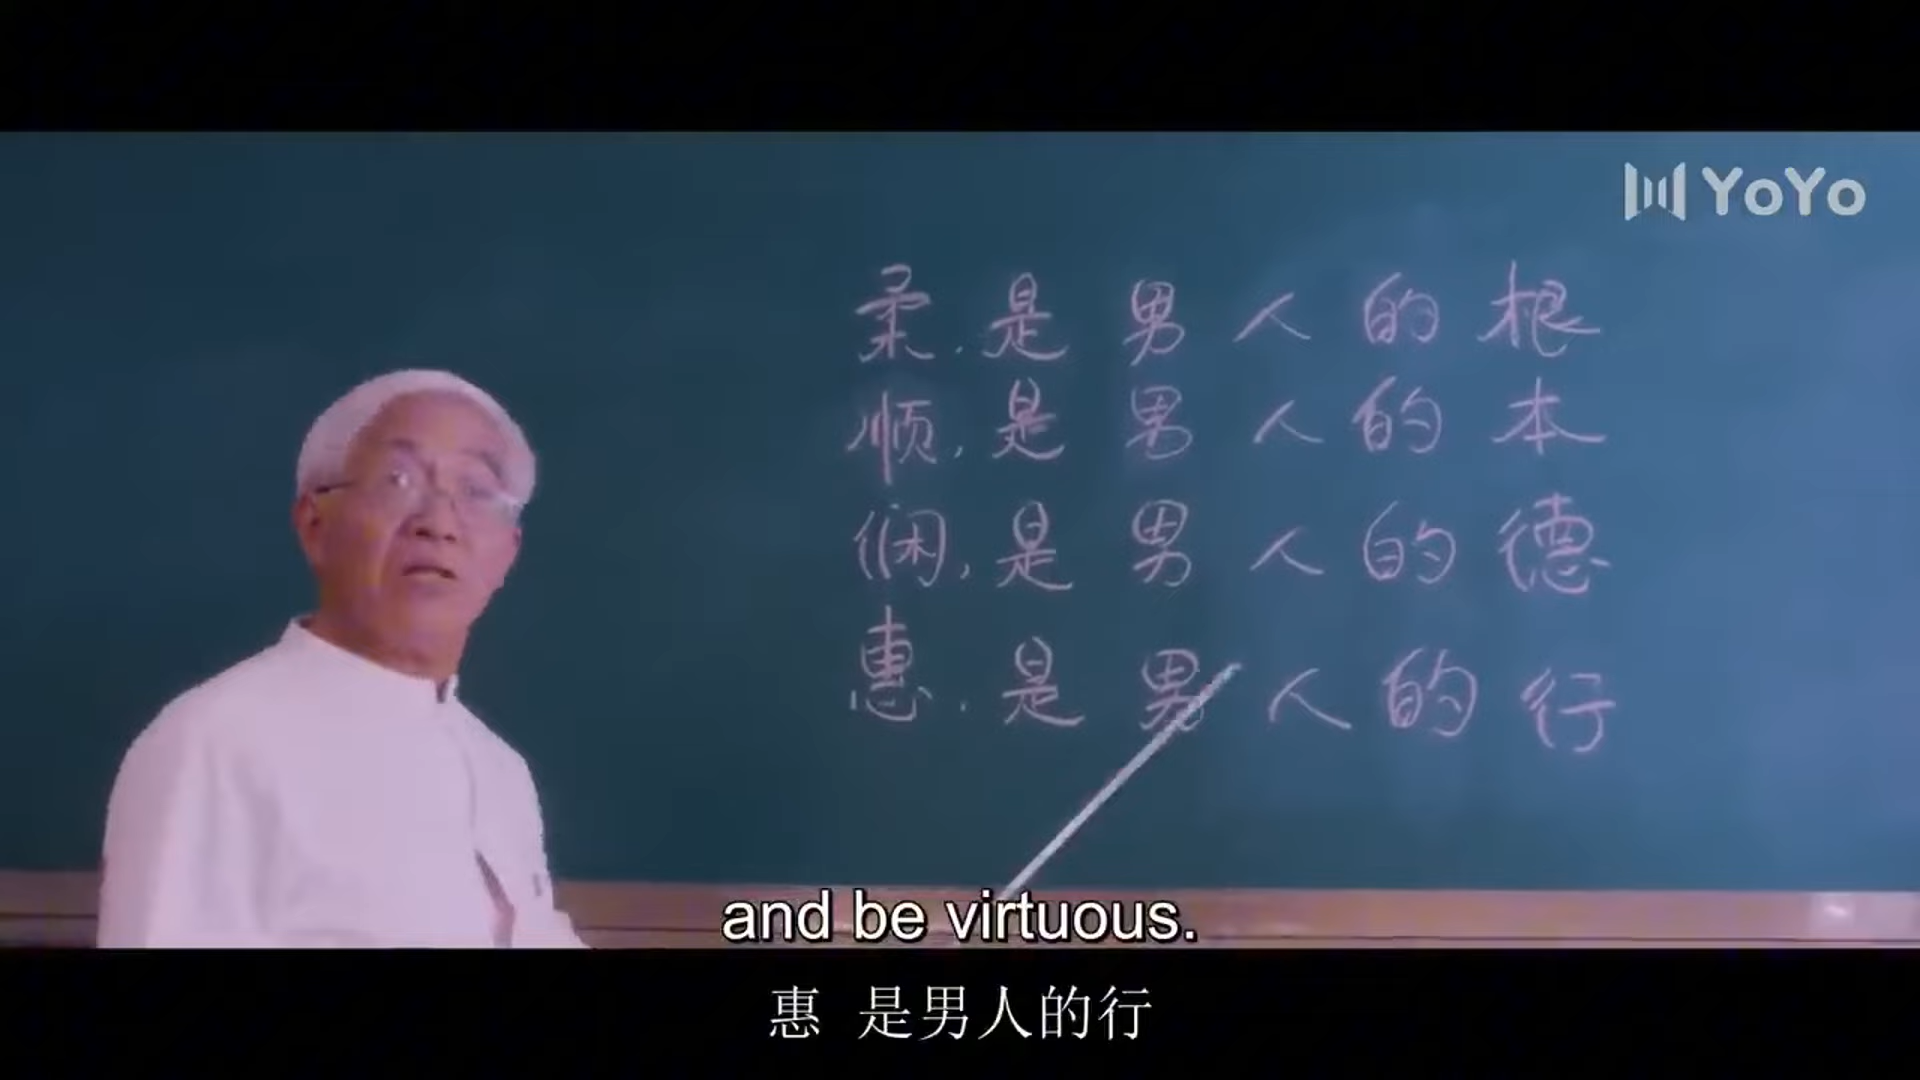 YoYo
柔,是男人的根
顺,是男人的本
娴,是男人的德
惠,是男人的行
and be virtuous.
惠 是男人的行